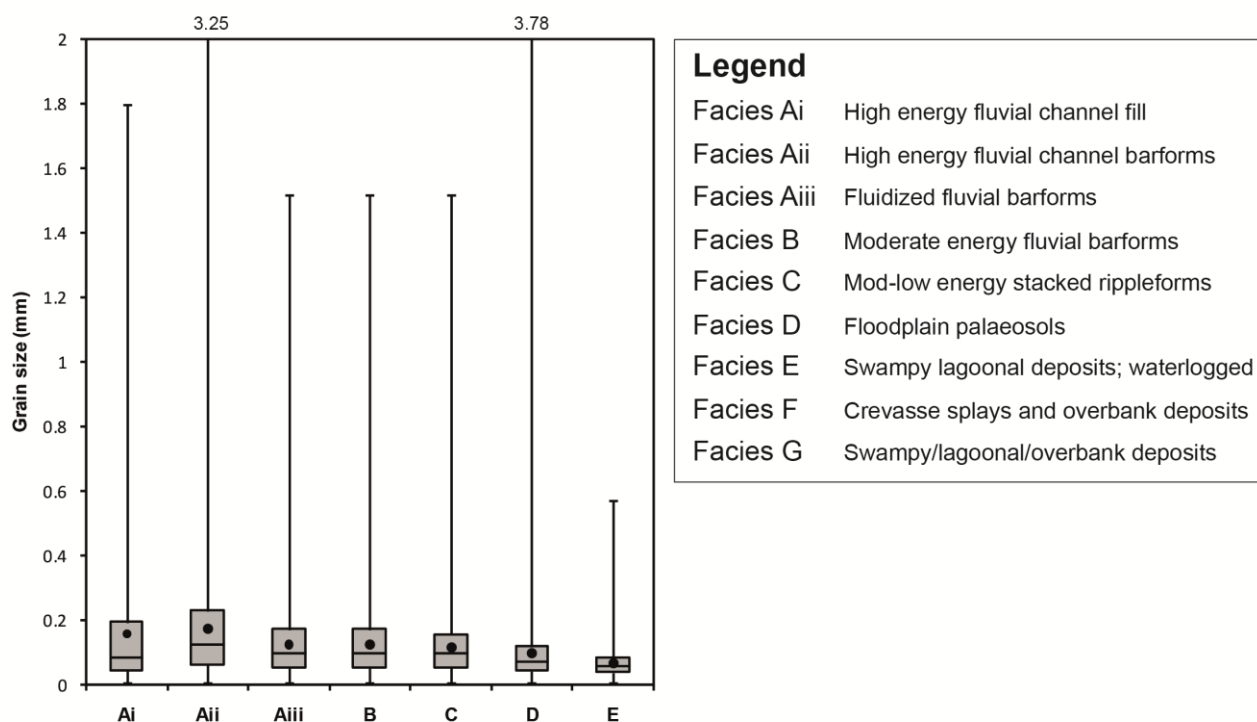 3.25 3.78
2
1.8
1.6
1.4
1.2
1
0.8
0.6
0.4
0.2
0
Grain size (mm)
Ai Aii Aiii B C D E
Legend
Facies Ai High energy fluvial channel fill
Facies Aii High energy fluvial channel barforms
Facies Aiii Fluidized fluvial barforms
Facies B Moderate energy fluvial barforms
Facies C Mod-low energy stacked rippleforms
Facies D Floodplain palaeosols
Facies E Swampy lagoonal deposits; waterlogged
Facies F Crevasse splays and overbank deposits
Facies G Swampy/lagoonal/overbank deposits